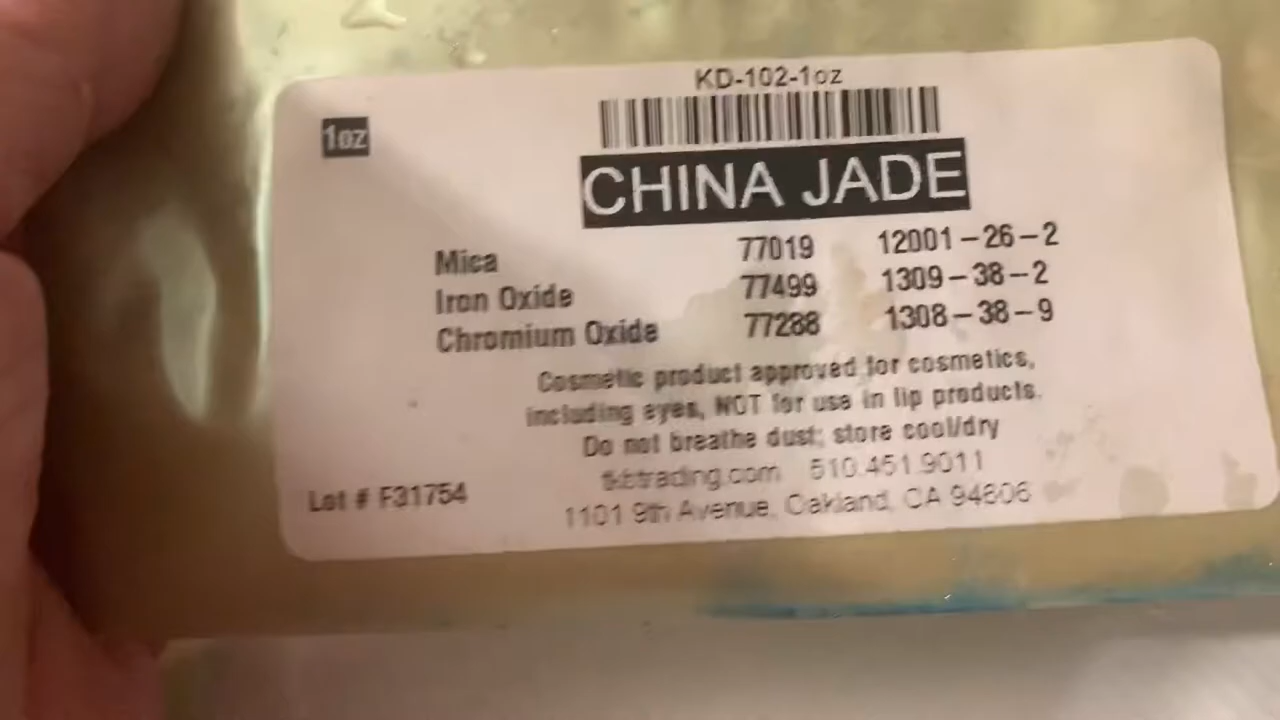 KD-102-1oz
1oz
CHINA JADE
Mica 77019 12001-26-2
Iron Oxide 77499 1309-38-2
Chromium Oxide 77288 1308-38-9
Cosmetic product approved for cosmetics,
including eyes, NOT for use in lip products.
Do not breathe dust; store cool/dry
tkbtrading.com 510.451.9011
Lot # F31754
1101 9th Avenue, Oakland, CA 94606